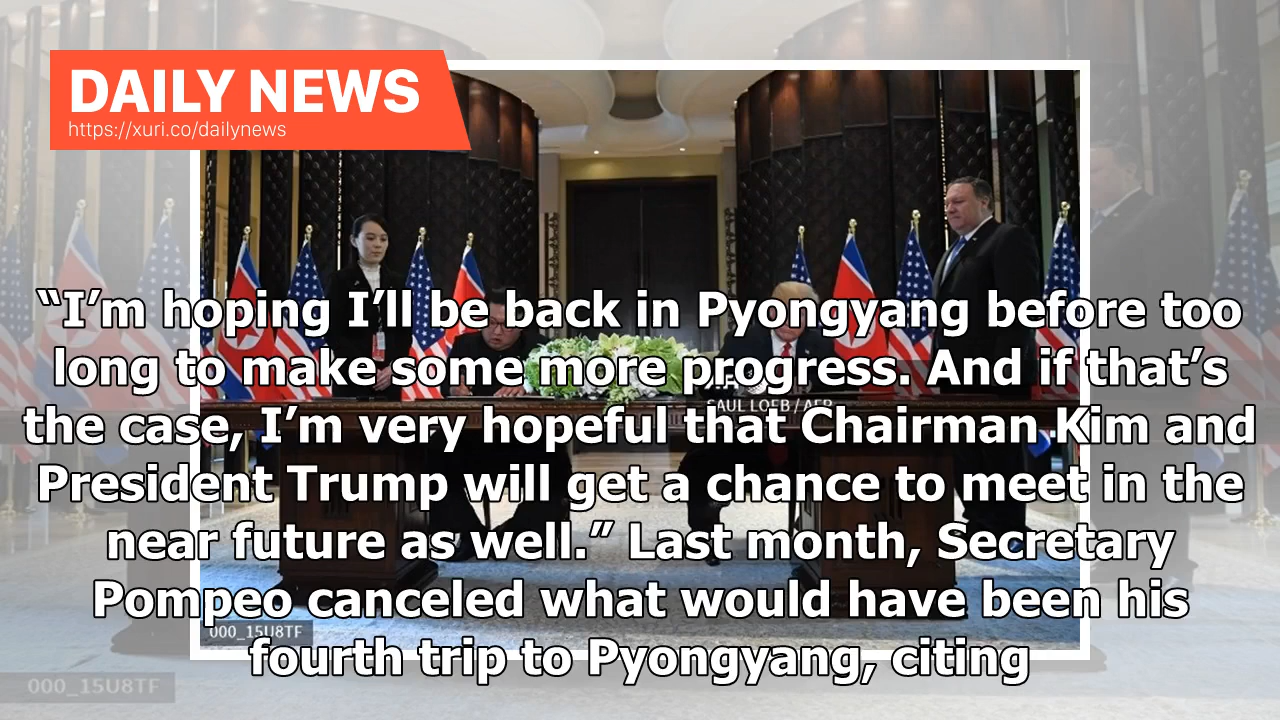 DAILY NEWS
https://xuri.co/dailynews
“I’m hoping I’ll be back in Pyongyang before too
long to make some more progress. And if that’s
the case, I’m very hopeful that Chairman Kim and
President Trump will get a chance to meet in the
near future as well.” Last month, Secretary
Pompeo canceled what would have been his
fourth trip to Pyongyang, citing
SAUL LOEB / AFP
000_15U8TF
000_15U8TF